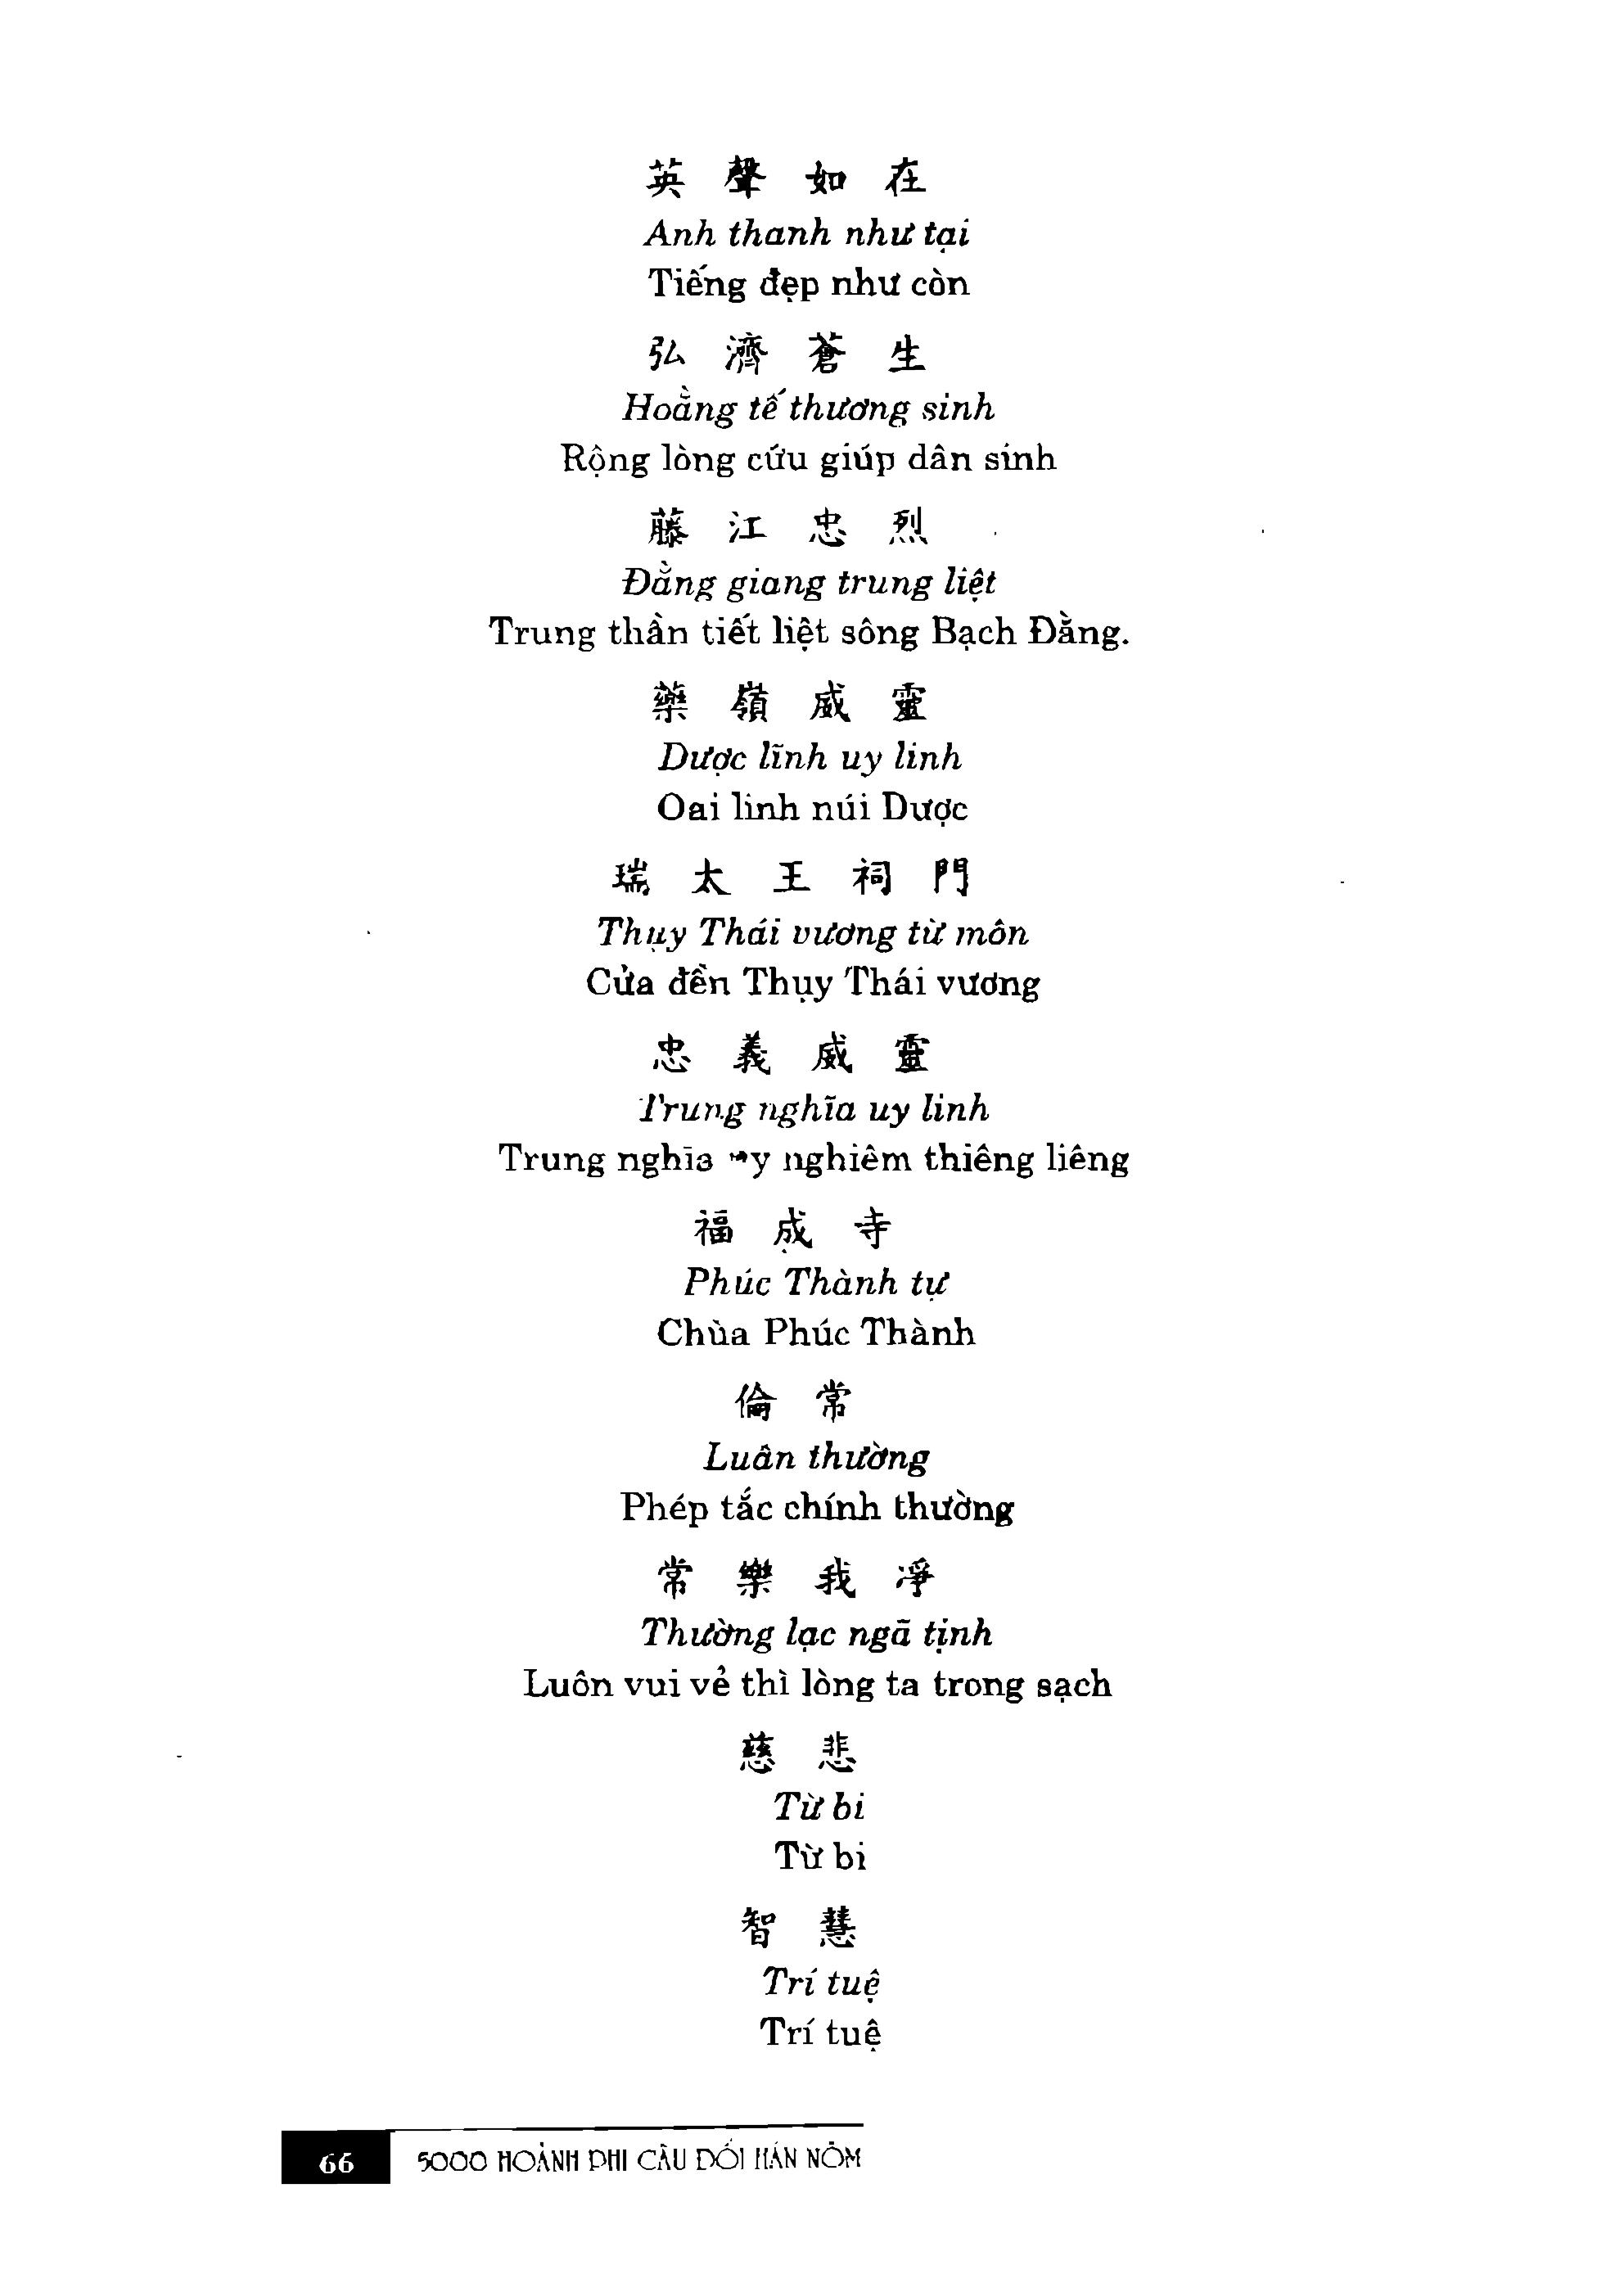 英聲如在
Anh thanh như tại
Tiếng đẹp như còn
弘濟蒼生
Hoằng tế thương sinh
Rộng lòng cứu giúp dân sinh
藤江忠烈
Đằng giang trung liệt
Trung thần tiết liệt sông Bạch Đằng.
藥嶺威靈
Dược lĩnh uy linh
Oai linh núi Dược
瑞太王祠門
Thụy Thái vương từ môn
Cửa đền Thụy Thái vương
忠義威靈
Trung nghĩa uy linh
Trung nghĩa uy nghiêm thiêng liêng
福成寺
Phúc Thành tự
Chùa Phúc Thành
倫常
Luân thường
Phép tắc chính thường
常樂我淨
Thường lạc ngã tịnh
Luôn vui vẻ thì lòng ta trong sạch
慈悲
Từ bi
Từ bi
智慧
Trí tuệ
Trí tuệ
66 5000 HOÀNH PHI CÂU ĐỐI HÁN NÔM